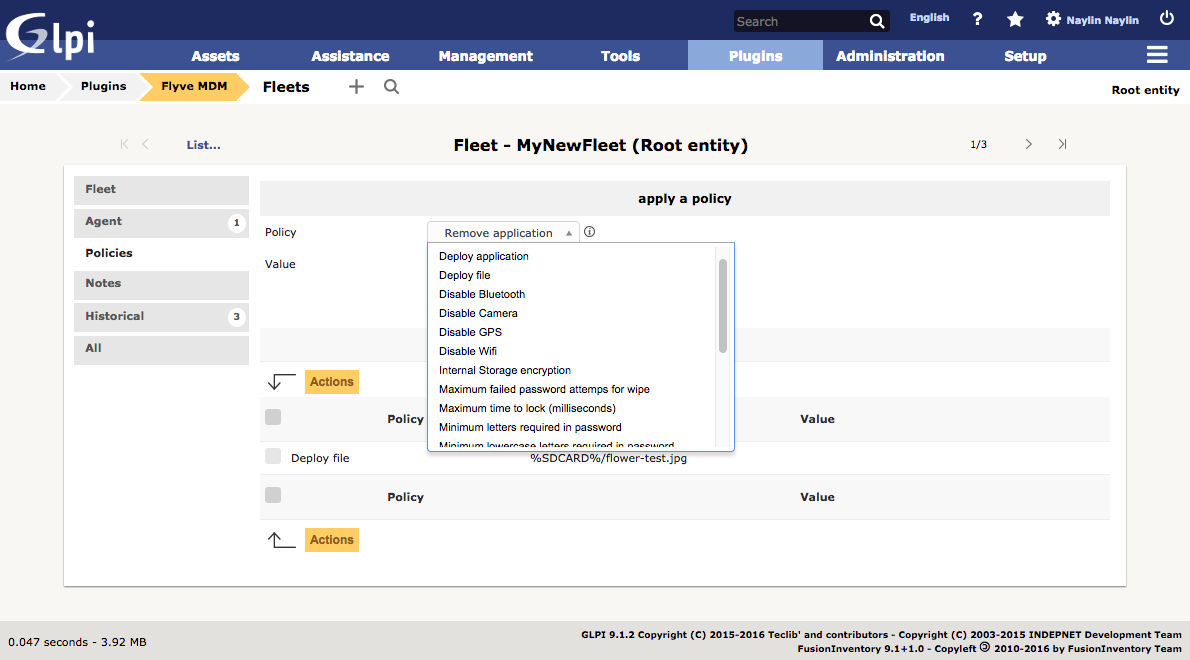 Glpi
Search
English
?
Naylin Naylin
Assets Assistance Management Tools Plugins Administration Setup
Home Plugins Flyve MDM Fleets
Root entity
List...
Fleet - MyNewFleet (Root entity)
1/3
Fleet
Agent 1
Policies
Notes
Historical 3
All
apply a policy
Policy Remove application
Value
Deploy application
Deploy file
Disable Bluetooth
Disable Camera
Disable GPS
Disable Wifi
Internal Storage encryption
Maximum failed password attemps for wipe
Maximum time to lock (milliseconds)
Minimum letters required in password
Minimum lowercase letters required in password
Actions
Policy Value
Deploy file %SDCARD%/flower-test.jpg
Policy Value
Actions
0.047 seconds - 3.92 MB
GLPI 9.1.2 Copyright (C) 2015-2016 Teclib' and contributors - Copyright (C) 2003-2015 INDEPNET Development Team
FusionInventory 9.1+1.0 - Copyleft 🄯 2010-2016 by FusionInventory Team